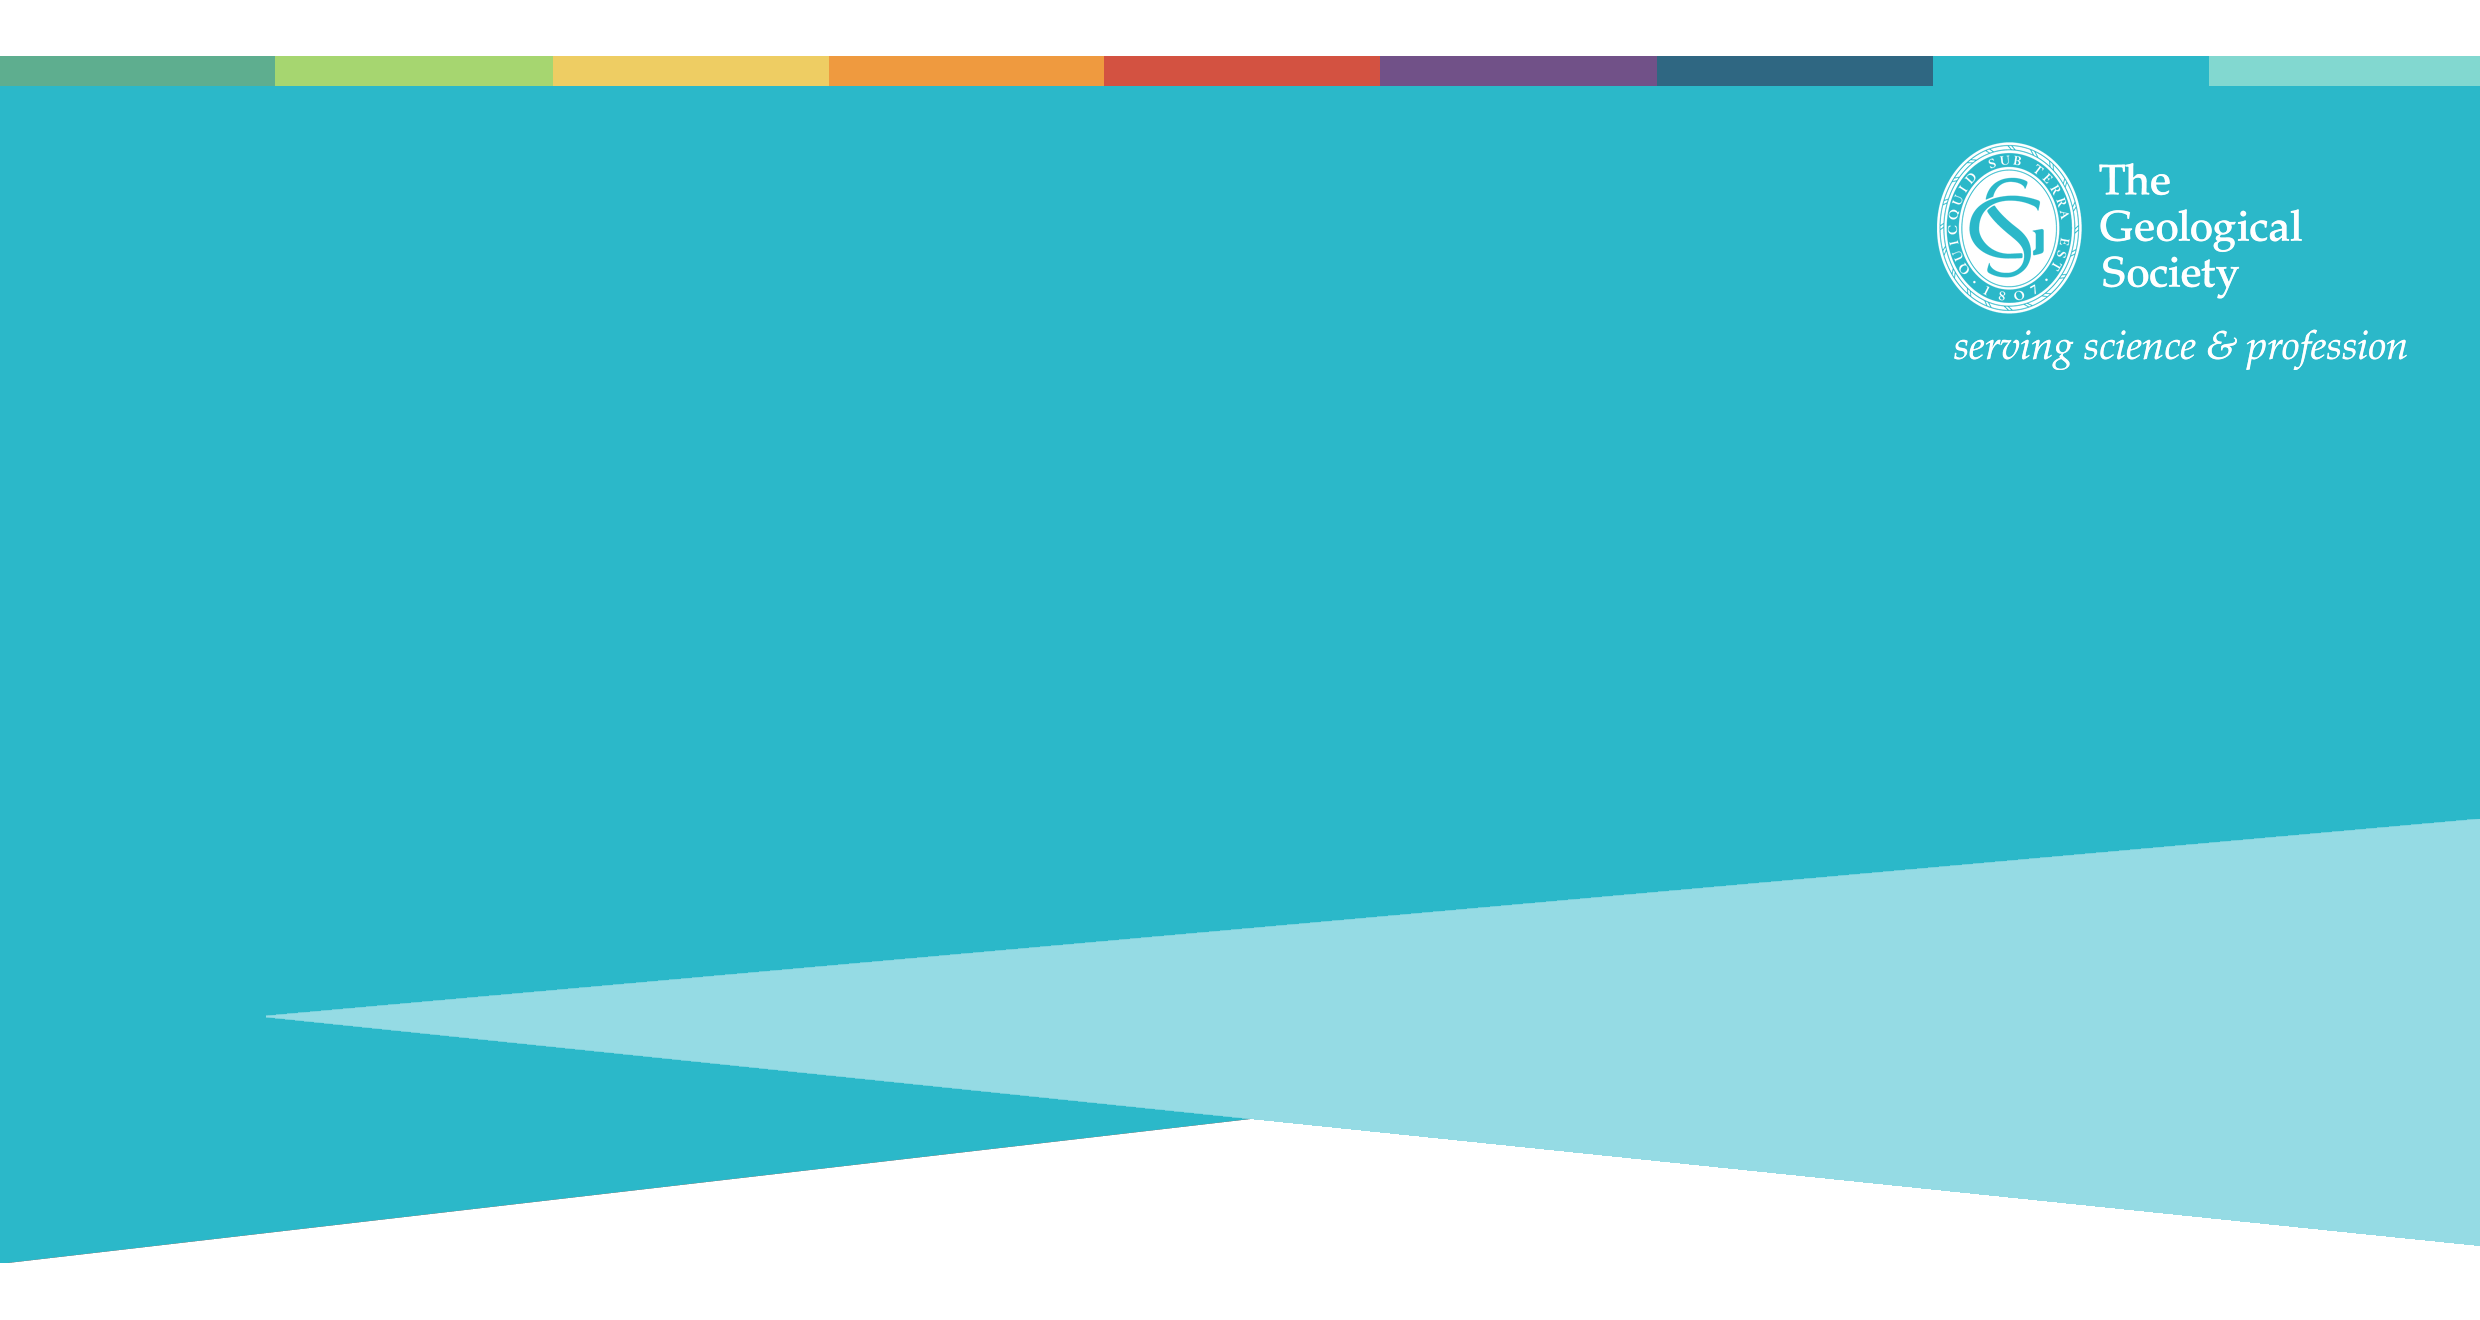 QUICQUID SUB TERRA EST
· 1807 ·
The
Geological
Society
serving science & profession